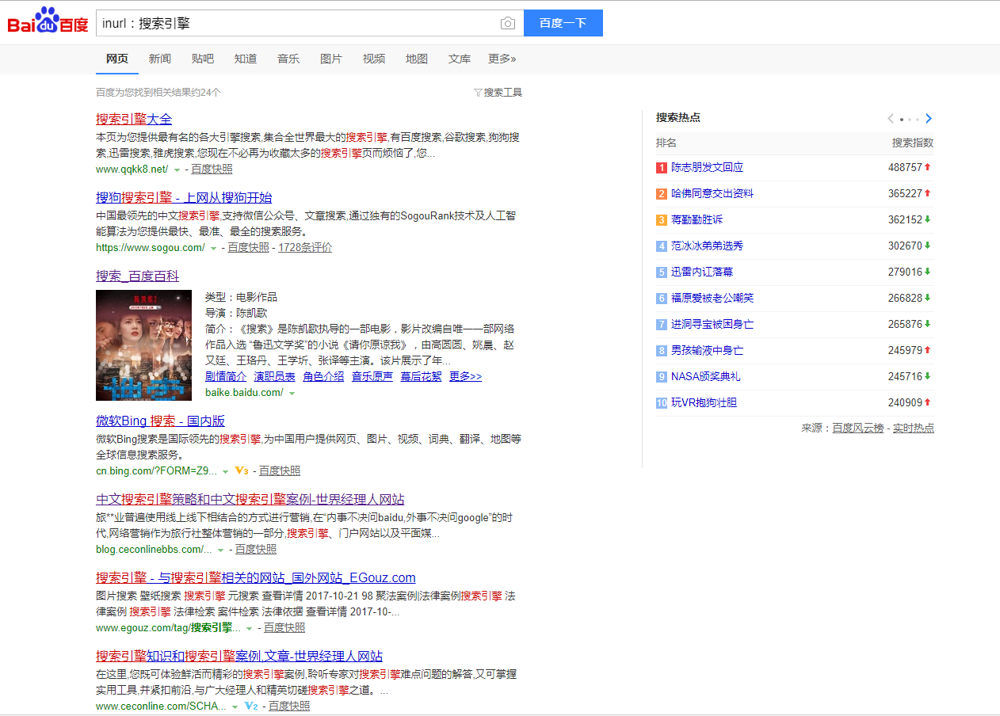 Bai du 百度
inurl：搜索引擎
百度一下
网页 新闻 贴吧 知道 音乐 图片 视频 地图 文库 更多»
百度为您找到相关结果约24个
搜索工具
搜索引擎大全
本页为您提供最有名的各大引擎搜索,集合全世界最大的搜索引擎,有百度搜索,谷歌搜索,狗狗搜
索,迅雷搜索,雅虎搜索,您现在不必再为收藏太多的搜索引擎页而烦恼了,您...
www.qqkk8.net/ - 百度快照
搜狗搜索引擎 - 上网从搜狗开始
中国最领先的中文搜索引擎,支持微信公众号、文章搜索,通过独有的SogouRank技术及人工智
能算法为您提供最快、最准、最全的搜索服务。
https://www.sogou.com/ - 百度快照 - 1728条评价
搜索_百度百科
类型：电影作品
导演：陈凯歌
简介：《搜索》是陈凯歌执导的一部电影，影片改编自唯一一部网络
作品入选 “鲁迅文学奖”的小说《请你原谅我》，由高圆圆、姚晨、赵
又廷、王珞丹、王学圻、张译等主演。该片展示了年...
剧情简介 演职员表 角色介绍 音乐原声 幕后花絮 更多>>
baike.baidu.com/
微软Bing 搜索 - 国内版
微软Bing搜索是国际领先的搜索引擎,为中国用户提供网页、图片、视频、词典、翻译、地图等
全球信息搜索服务。
cn.bing.com/?FORM=Z9... V3 - 百度快照
中文搜索引擎策略和中文搜索引擎案例-世界经理人网站
旅**业普遍使用线上线下相结合的方式进行营销,在“内事不决问baidu,外事不决问google”的时
代,网络营销作为旅行社整体营销的一部分,搜索引擎、门户网站以及平面媒...
blog.ceconlinebbs.com/... - 百度快照
搜索引擎 - 与搜索引擎相关的网站_国外网站_EGouz.com
图片搜索 壁纸搜索 搜索引擎 元搜索 查看详情 2017-10-21 98 聚法案例|法律案例搜索引擎 法
律案例 搜索引擎 法律检索 案件检索 法律依据 查看详情 2017-10-...
www.egouz.com/tag/搜索引擎... - 百度快照
搜索引擎知识和搜索引擎案例,文章-世界经理人网站
在这里,您既可体验鲜活而精彩的搜索引擎案例,聆听专家对搜索引擎难点问题的解答,又可掌握
实用工具,并紧扣前沿,与广大经理人和精英切磋搜索引擎之道。...
www.ceconline.com/SCHA... V2 - 百度快照
搜索热点
排名 搜索指数
1 陈志朋发文回应 488757
2 哈佛同意交出资料 365227
3 蒋勤勤胜诉 362152
4 范冰冰弟弟选秀 302670
5 迅雷内讧落幕 279016
6 福原爱被老公嘲笑 266828
7 进洞寻宝被困身亡 265876
8 男孩输液中身亡 245979
9 NASA颁奖典礼 245716
10 玩VR抱狗壮胆 240909
来源：百度风云榜 - 实时热点